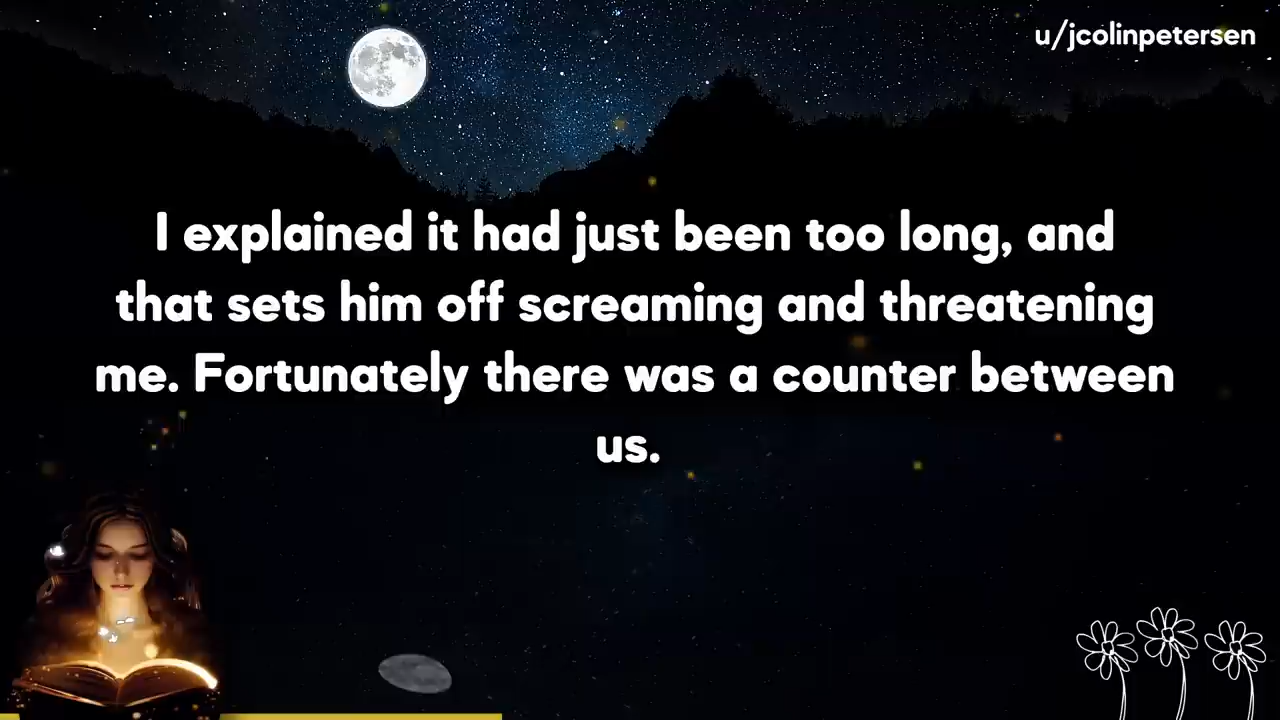 u/jcolinpetersen
I explained it had just been too long, and
that sets him off screaming and threatening
me. Fortunately there was a counter between
us.